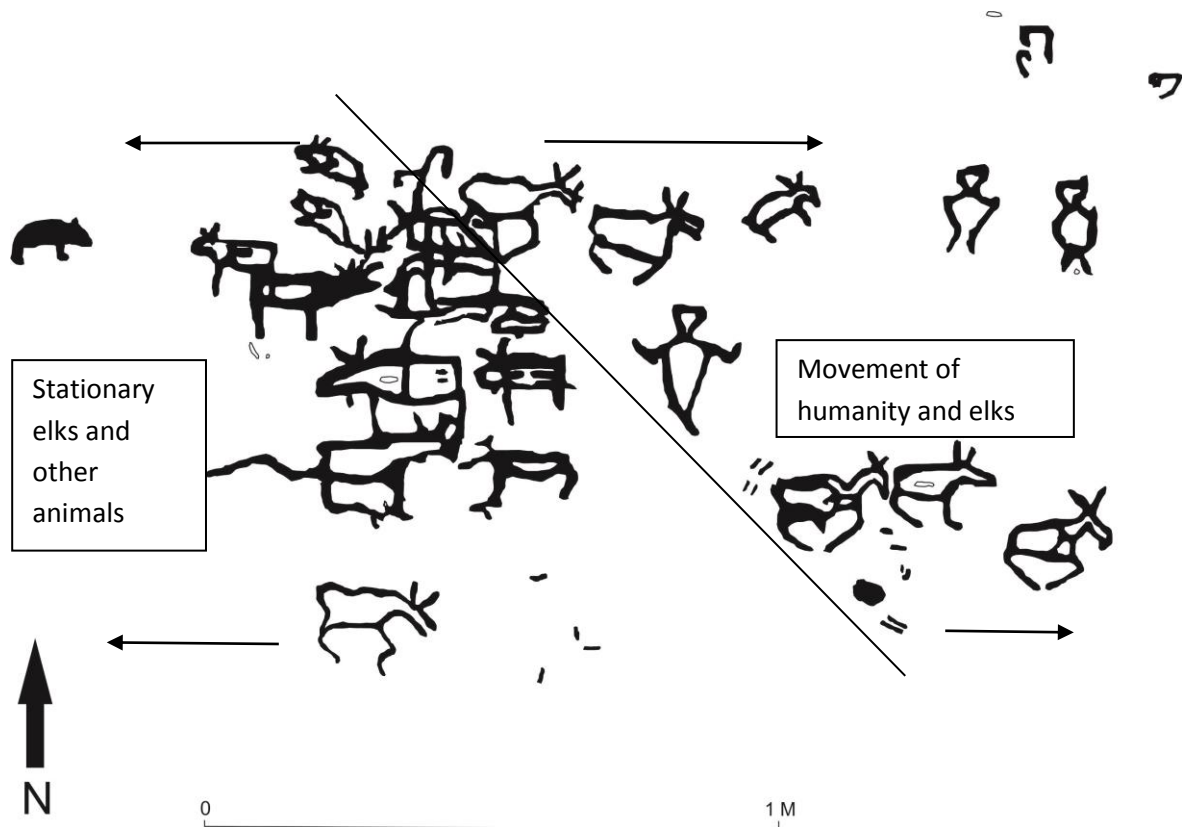 Stationary
elks and
other
animals
Movement of
humanity and elks
N
0
1 M